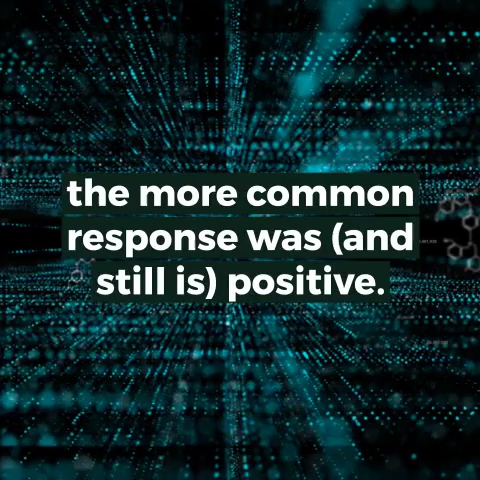 the more common
response was (and
still is) positive.